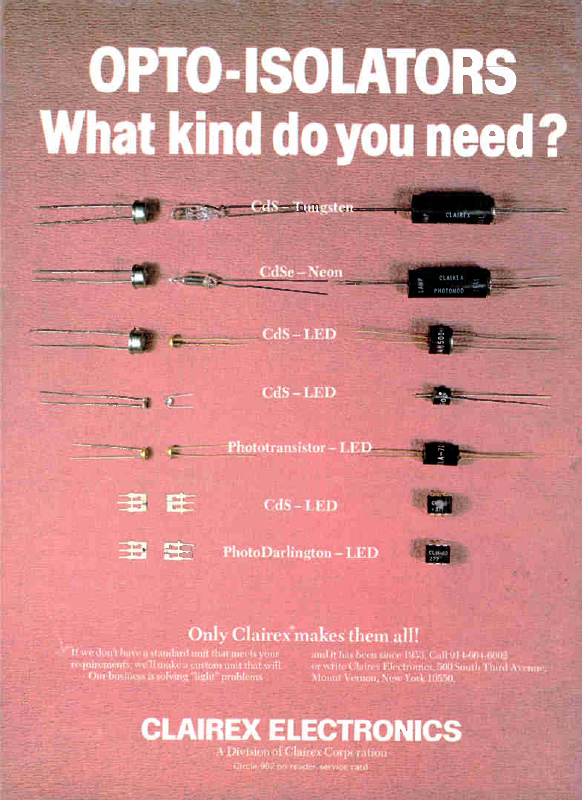 OPTO-ISOLATORS
What kind do you need?
CdS – Tungsten
CLAIREX
CdSe – Neon
LAMP
CLAIREX
PHOTOMOD
CdS – LED
CdS – LED
Phototransistor – LED
CdS – LED
PhotoDarlington – LED
Only Clairex® makes them all!
"If we don't have a standard unit that meets your
requirements, we'll make a custom unit that will.
Our business is solving "light" problems
and it has been since 1953. Call
or write Clairex Electronics, 560 South Third Avenue,
Mount Vernon, New York 10550.
CLAIREX ELECTRONICS
A Division of Clairex Corporation
Circle 902 on reader service card